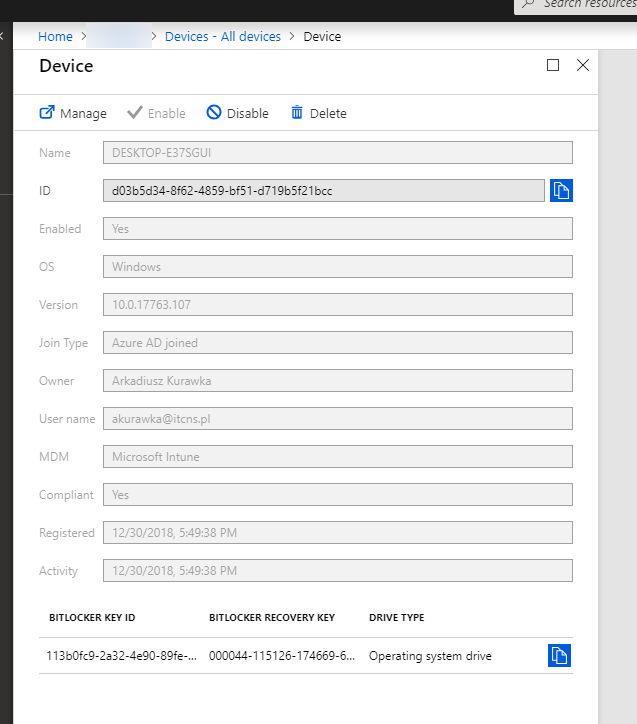 Search resources
Home > Devices - All devices > Device
Device
Manage Enable Disable Delete
Name DESKTOP-E37SGUI
ID d03b5d34-8f62-4859-bf51-d719b5f21bcc
Enabled Yes
OS Windows
Version 10.0.17763.107
Join Type Azure AD joined
Owner Arkadiusz Kurawka
User name akurawka@itcns.pl
MDM Microsoft Intune
Compliant Yes
Registered 12/30/2018, 5:49:38 PM
Activity 12/30/2018, 5:49:38 PM
BITLOCKER KEY ID BITLOCKER RECOVERY KEY DRIVE TYPE
113b0fc9-2a32-4e90-89fe-... 000044-115126-174669-6... Operating system drive